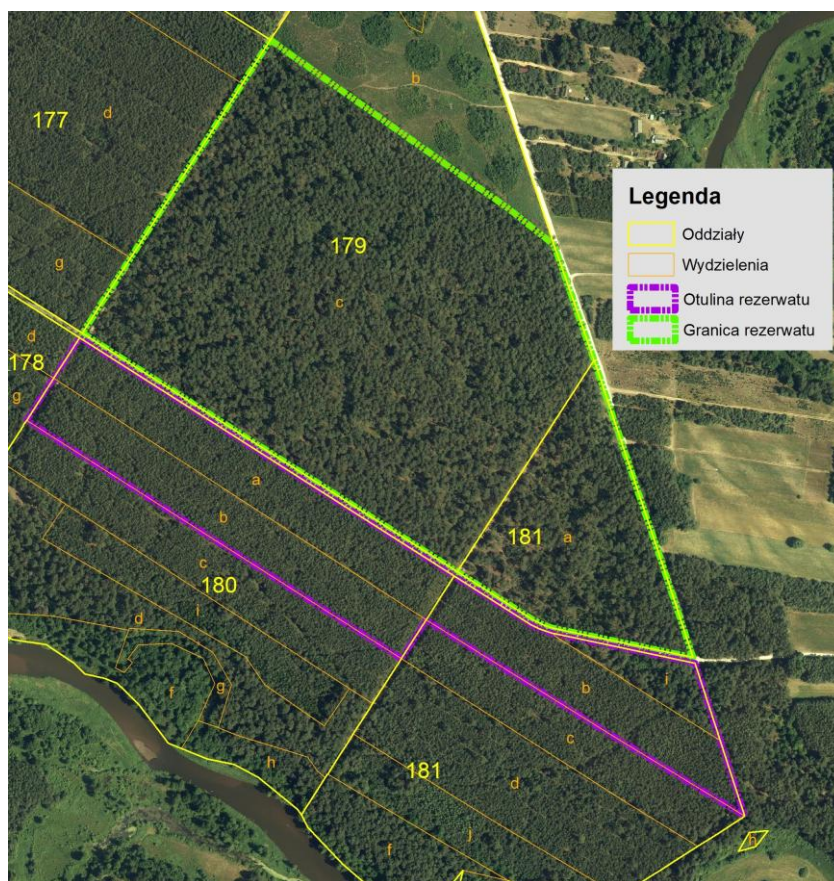 b
d
177
Legenda
Oddziały
Wydzielenia
Otulina rezerwatu
Granica rezerwatu
179
g
c
d
178
g
a
b
181
a
c
180
i
d
f
g
h
b
j
c
181
d
j
f
h